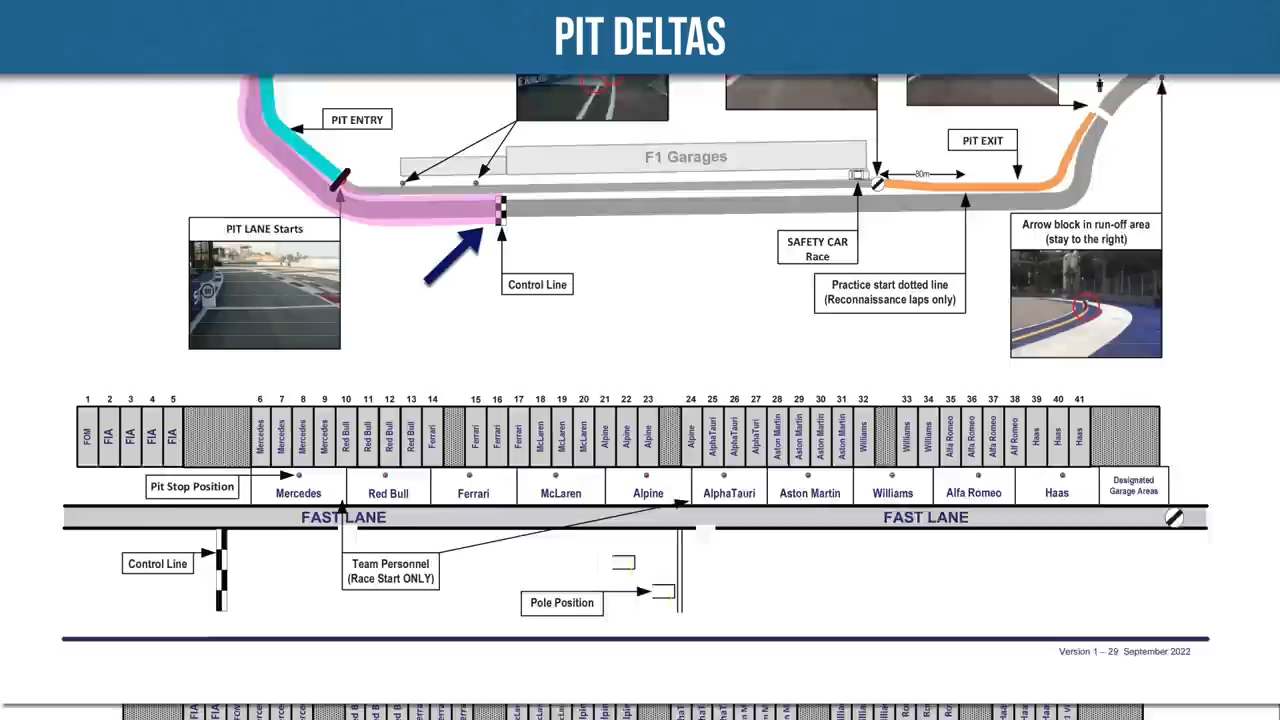 PIT DELTAS
PIT ENTRY
F1 Garages
PIT EXIT
80m
PIT LANE Starts
SAFETY CAR
Race
Arrow block in run-off area
(stay to the right)
Control Line
Practice start dotted line
(Reconnaissance laps only)
1 2 3 4 5 6 7 8 9 10 11 12 13 14 15 16 17 18 19 20 21 22 23 24 25 26 27 28 29 30 31 32 33 34 35 36 37 38 39 40 41
FOM FIA FIA FIA FIA Mercedes Mercedes Mercedes Mercedes Red Bull Red Bull Red Bull Red Bull Ferrari Ferrari Ferrari Ferrari McLaren McLaren McLaren Alpine Alpine Alpine Alpine AlphaTauri AlphaTauri AlphaTuri Aston Martin Aston Martin Aston Martin Aston Martin Williams Williams Williams Alfa Romeo Alfa Romeo Alfa Romeo Alf Romeo Haas Haas Haas
Pit Stop Position
Mercedes Red Bull Ferrari McLaren Alpine AlphaTauri Aston Martin Williams Alfa Romeo Haas
Designated
Garage Areas
FAST LANE FAST LANE
Control Line
Team Personnel
(Race Start ONLY)
Pole Position
Version 1 – 29 September 2022